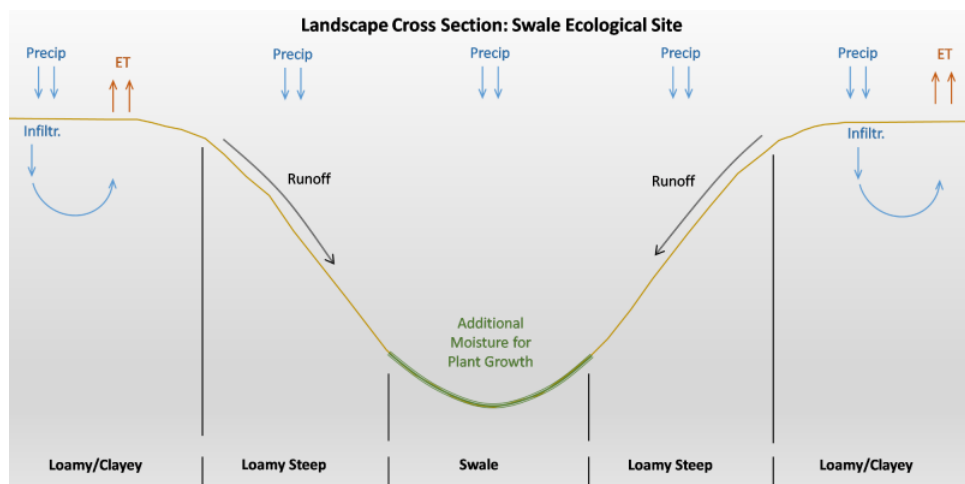 Landscape Cross Section: Swale Ecological Site
Precip
ET
Precip
Precip
Precip
Precip
ET
Infiltr.
Runoff
Runoff
Infiltr.
Additional
Moisture for
Plant Growth
Loamy/Clayey
Loamy Steep
Swale
Loamy Steep
Loamy/Clayey